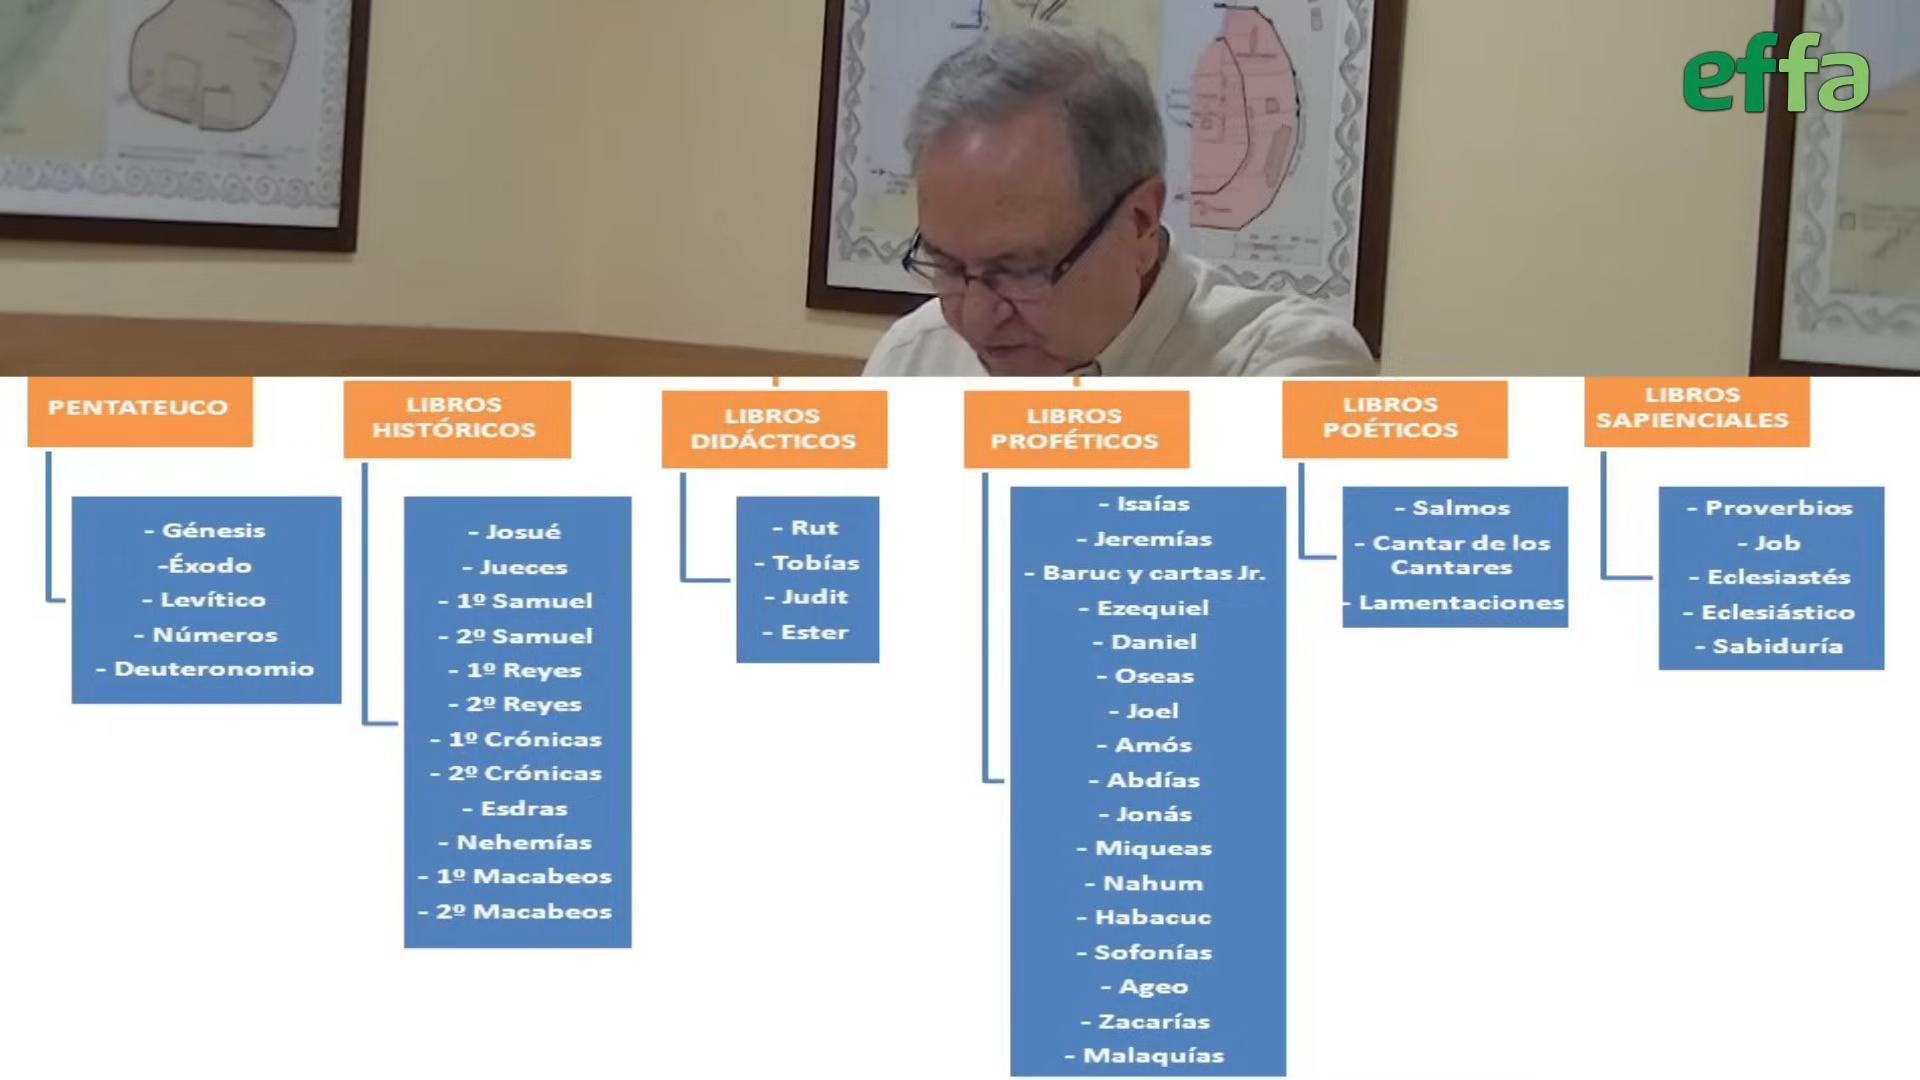 effa
PENTATEUCO
- Génesis
-Éxodo
- Levítico
- Números
- Deuteronomio
LIBROS
HISTÓRICOS
- Josué
- Jueces
- 1º Samuel
- 2º Samuel
- 1º Reyes
- 2º Reyes
- 1º Crónicas
- 2º Crónicas
- Esdras
- Nehemías
- 1º Macabeos
- 2º Macabeos
LIBROS
DIDÁCTICOS
- Rut
- Tobías
- Judit
- Ester
LIBROS
PROFÉTICOS
- Isaías
- Jeremías
- Baruc y cartas Jr.
- Ezequiel
- Daniel
- Oseas
- Joel
- Amós
- Abdías
- Jonás
- Miqueas
- Nahum
- Habacuc
- Sofonías
- Ageo
- Zacarías
- Malaquías
LIBROS
POÉTICOS
- Salmos
- Cantar de los
Cantares
- Lamentaciones
LIBROS
SAPIENCIALES
- Proverbios
- Job
- Eclesiastés
- Eclesiástico
- Sabiduría